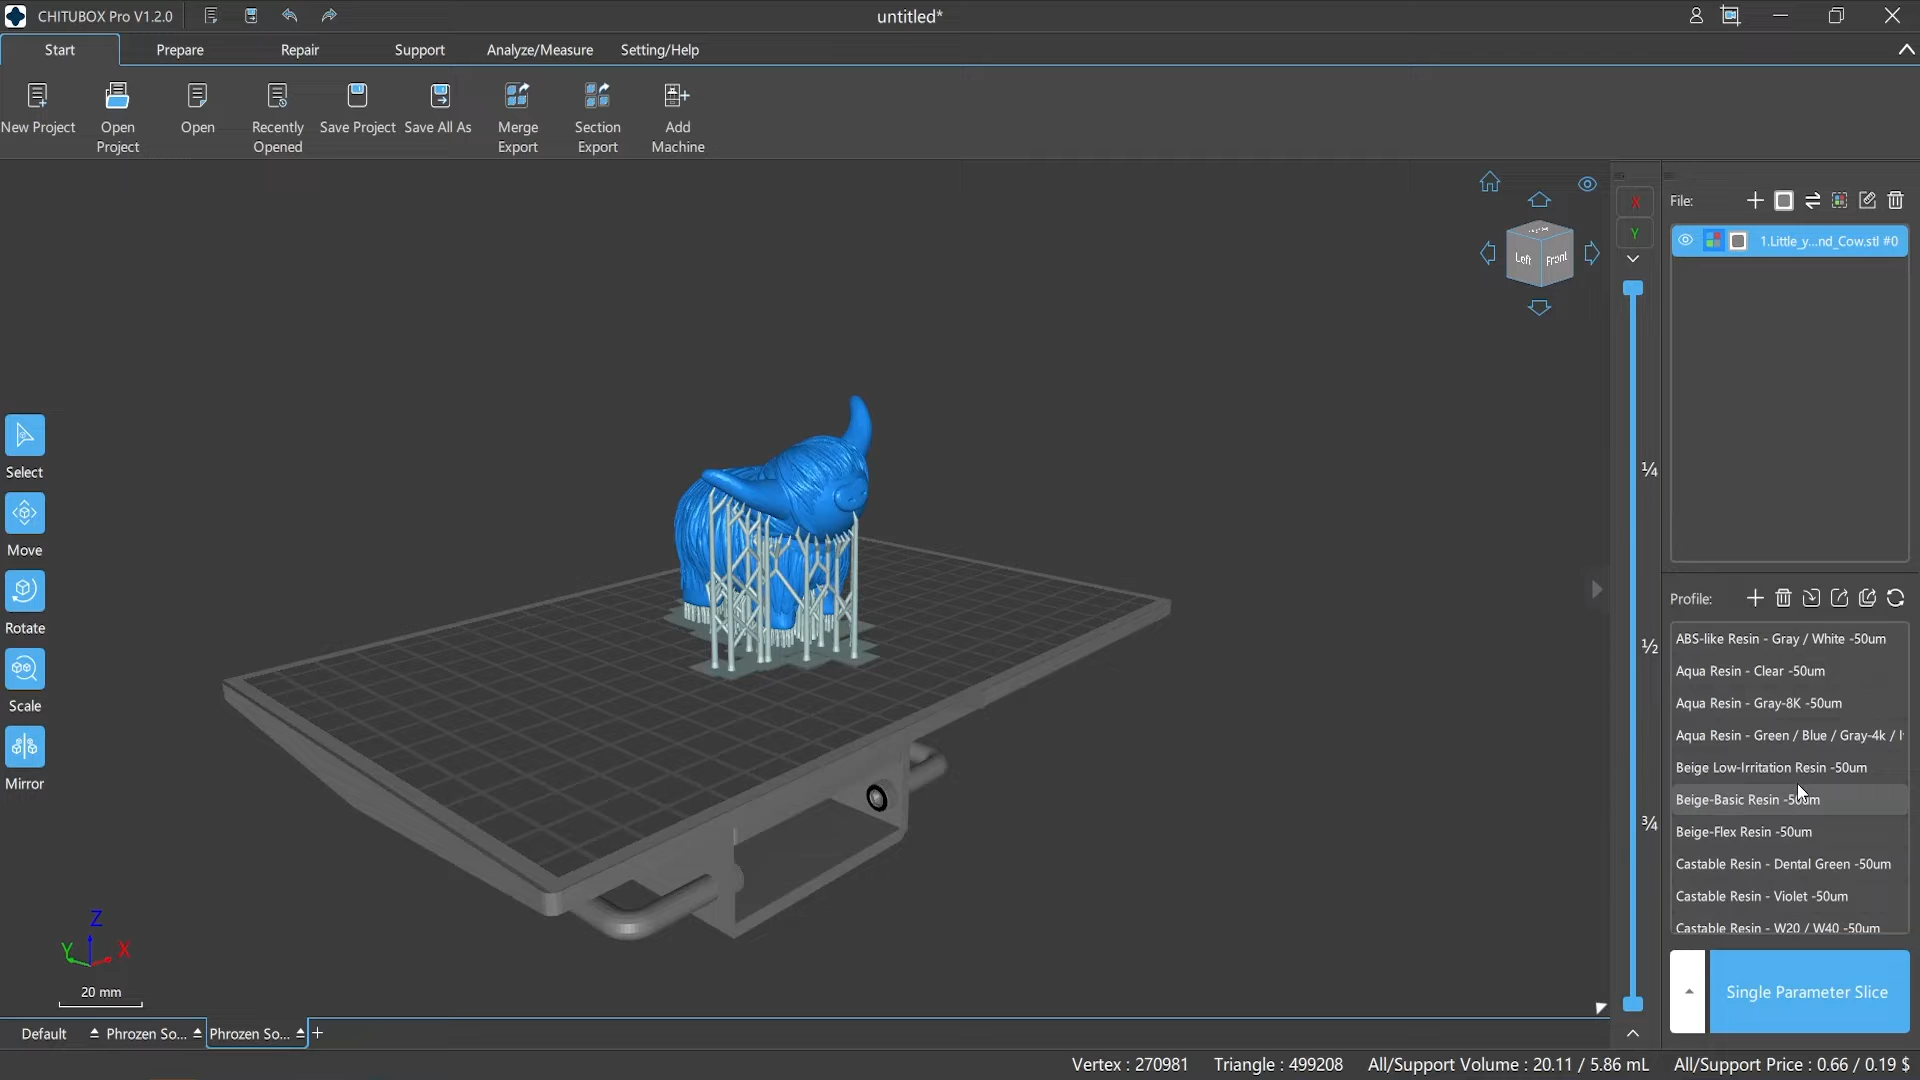 CHITUBOX Pro V1.2.0
untitled*
Start
Prepare
Repair
Support
Analyze/Measure
Setting/Help
New Project
Open
Project
Open
Recently
Opened
Save Project
Save All As
Merge
Export
Section
Export
Add
Machine
Left
Front
X
Y
File:
1.Little_y...nd_Cow.stl #0
Select
Move
Rotate
Scale
Mirror
¼
½
¾
Profile:
ABS-like Resin - Gray / White -50um
Aqua Resin - Clear -50um
Aqua Resin - Gray-8K -50um
Aqua Resin - Green / Blue / Gray-4k /
Beige Low-Irritation Resin -50um
Beige-Basic Resin -50um
Beige-Flex Resin -50um
Castable Resin - Dental Green -50um
Castable Resin - Violet -50um
Castable Resin - W20 / W40 -50um
Single Parameter Slice
Z
Y
X
20 mm
Default
Phrozen So...
Phrozen So...
Vertex : 270981
Triangle : 499208
All/Support Volume : 20.11 / 5.86 mL
All/Support Price : 0.66 / 0.19 $